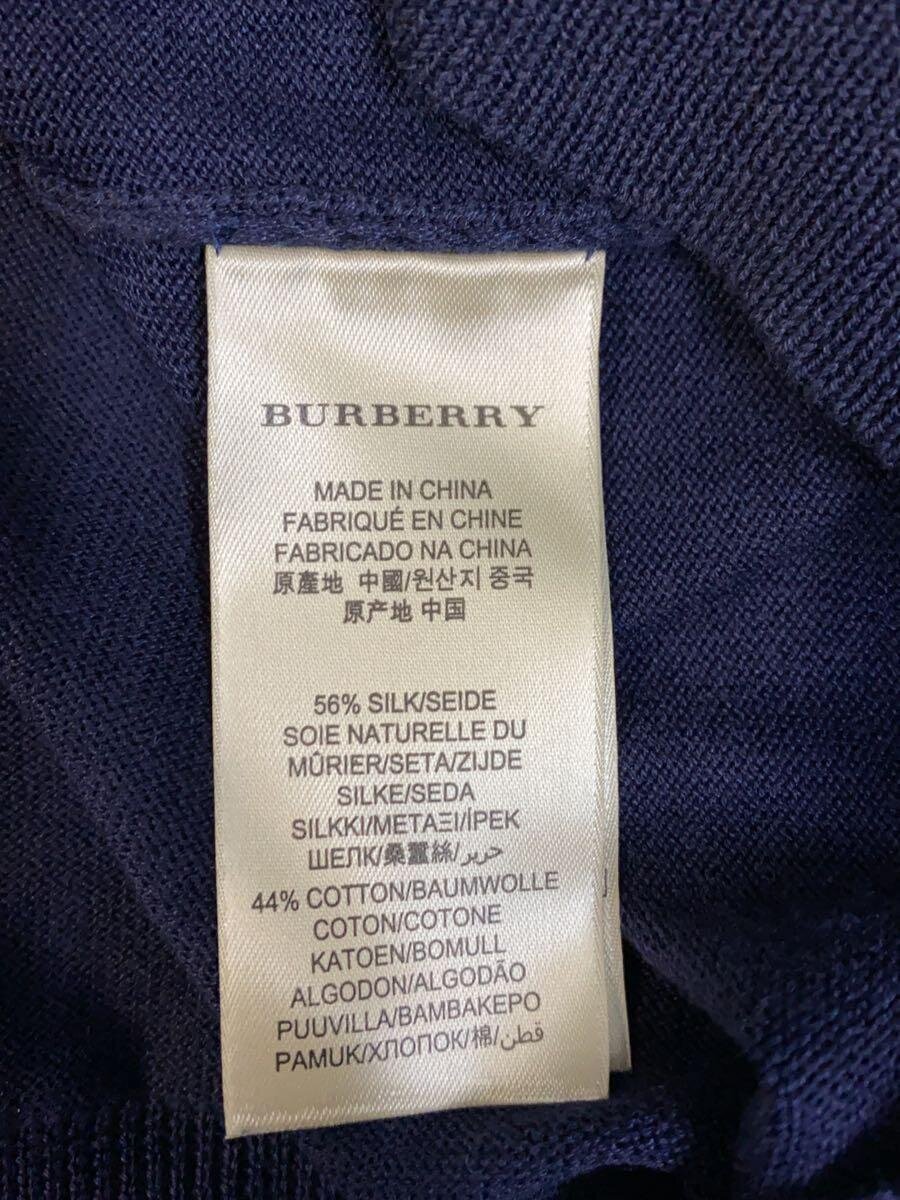 BURBERRY
MADE IN CHINA
FABRIQUÉ EN CHINE
FABRICADO NA CHINA
原產地 中國/원산지 중국
原产地 中国
56% SILK/SEIDE
SOIE NATURELLE DU
MÛRIER/SETA/ZIJDE
SILKE/SEDA
SILKKI/ΜΕΤΑΞΙ/İPEK
ШЕЛК/桑蠶絲/حرير
44% COTTON/BAUMWOLLE
COTON/COTONE
KATOEN/BOMULL
ALGODON/ALGODÃO
PUUVILLA/ΒΑΜΒΑΚΕΡΟ
PAMUK/ХЛОПОК/棉/قطن